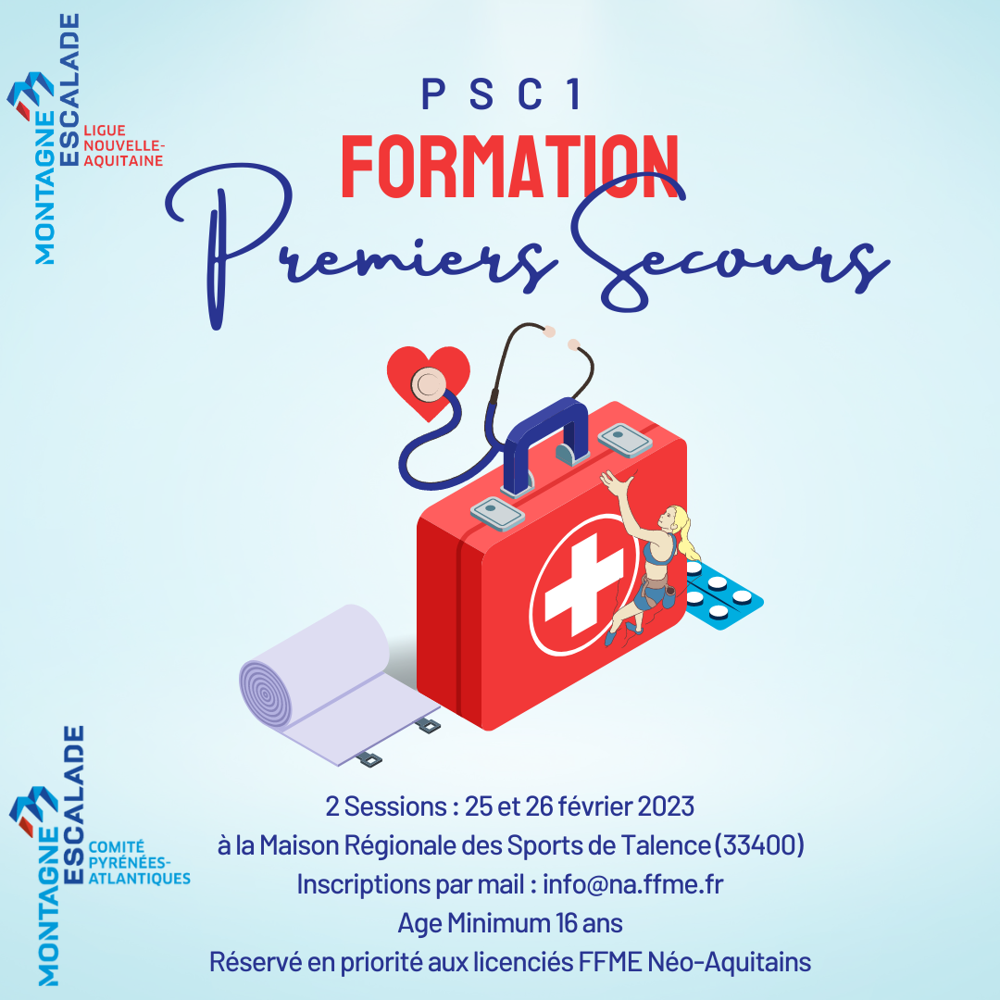 MONTAGNE
ESCALADE
LIGUE
NOUVELLE-
AQUITAINE
PSC1
FORMATION
Premiers Secours
MONTAGNE
ESCALADE
COMITÉ
PYRÉNÉES-
ATLANTIQUES
2 Sessions : 25 et 26 février 2023
à la Maison Régionale des Sports de Talence (33400)
Inscriptions par mail : info@na.ffme.fr
Age Minimum 16 ans
Réservé en priorité aux licenciés FFME Néo-Aquitains